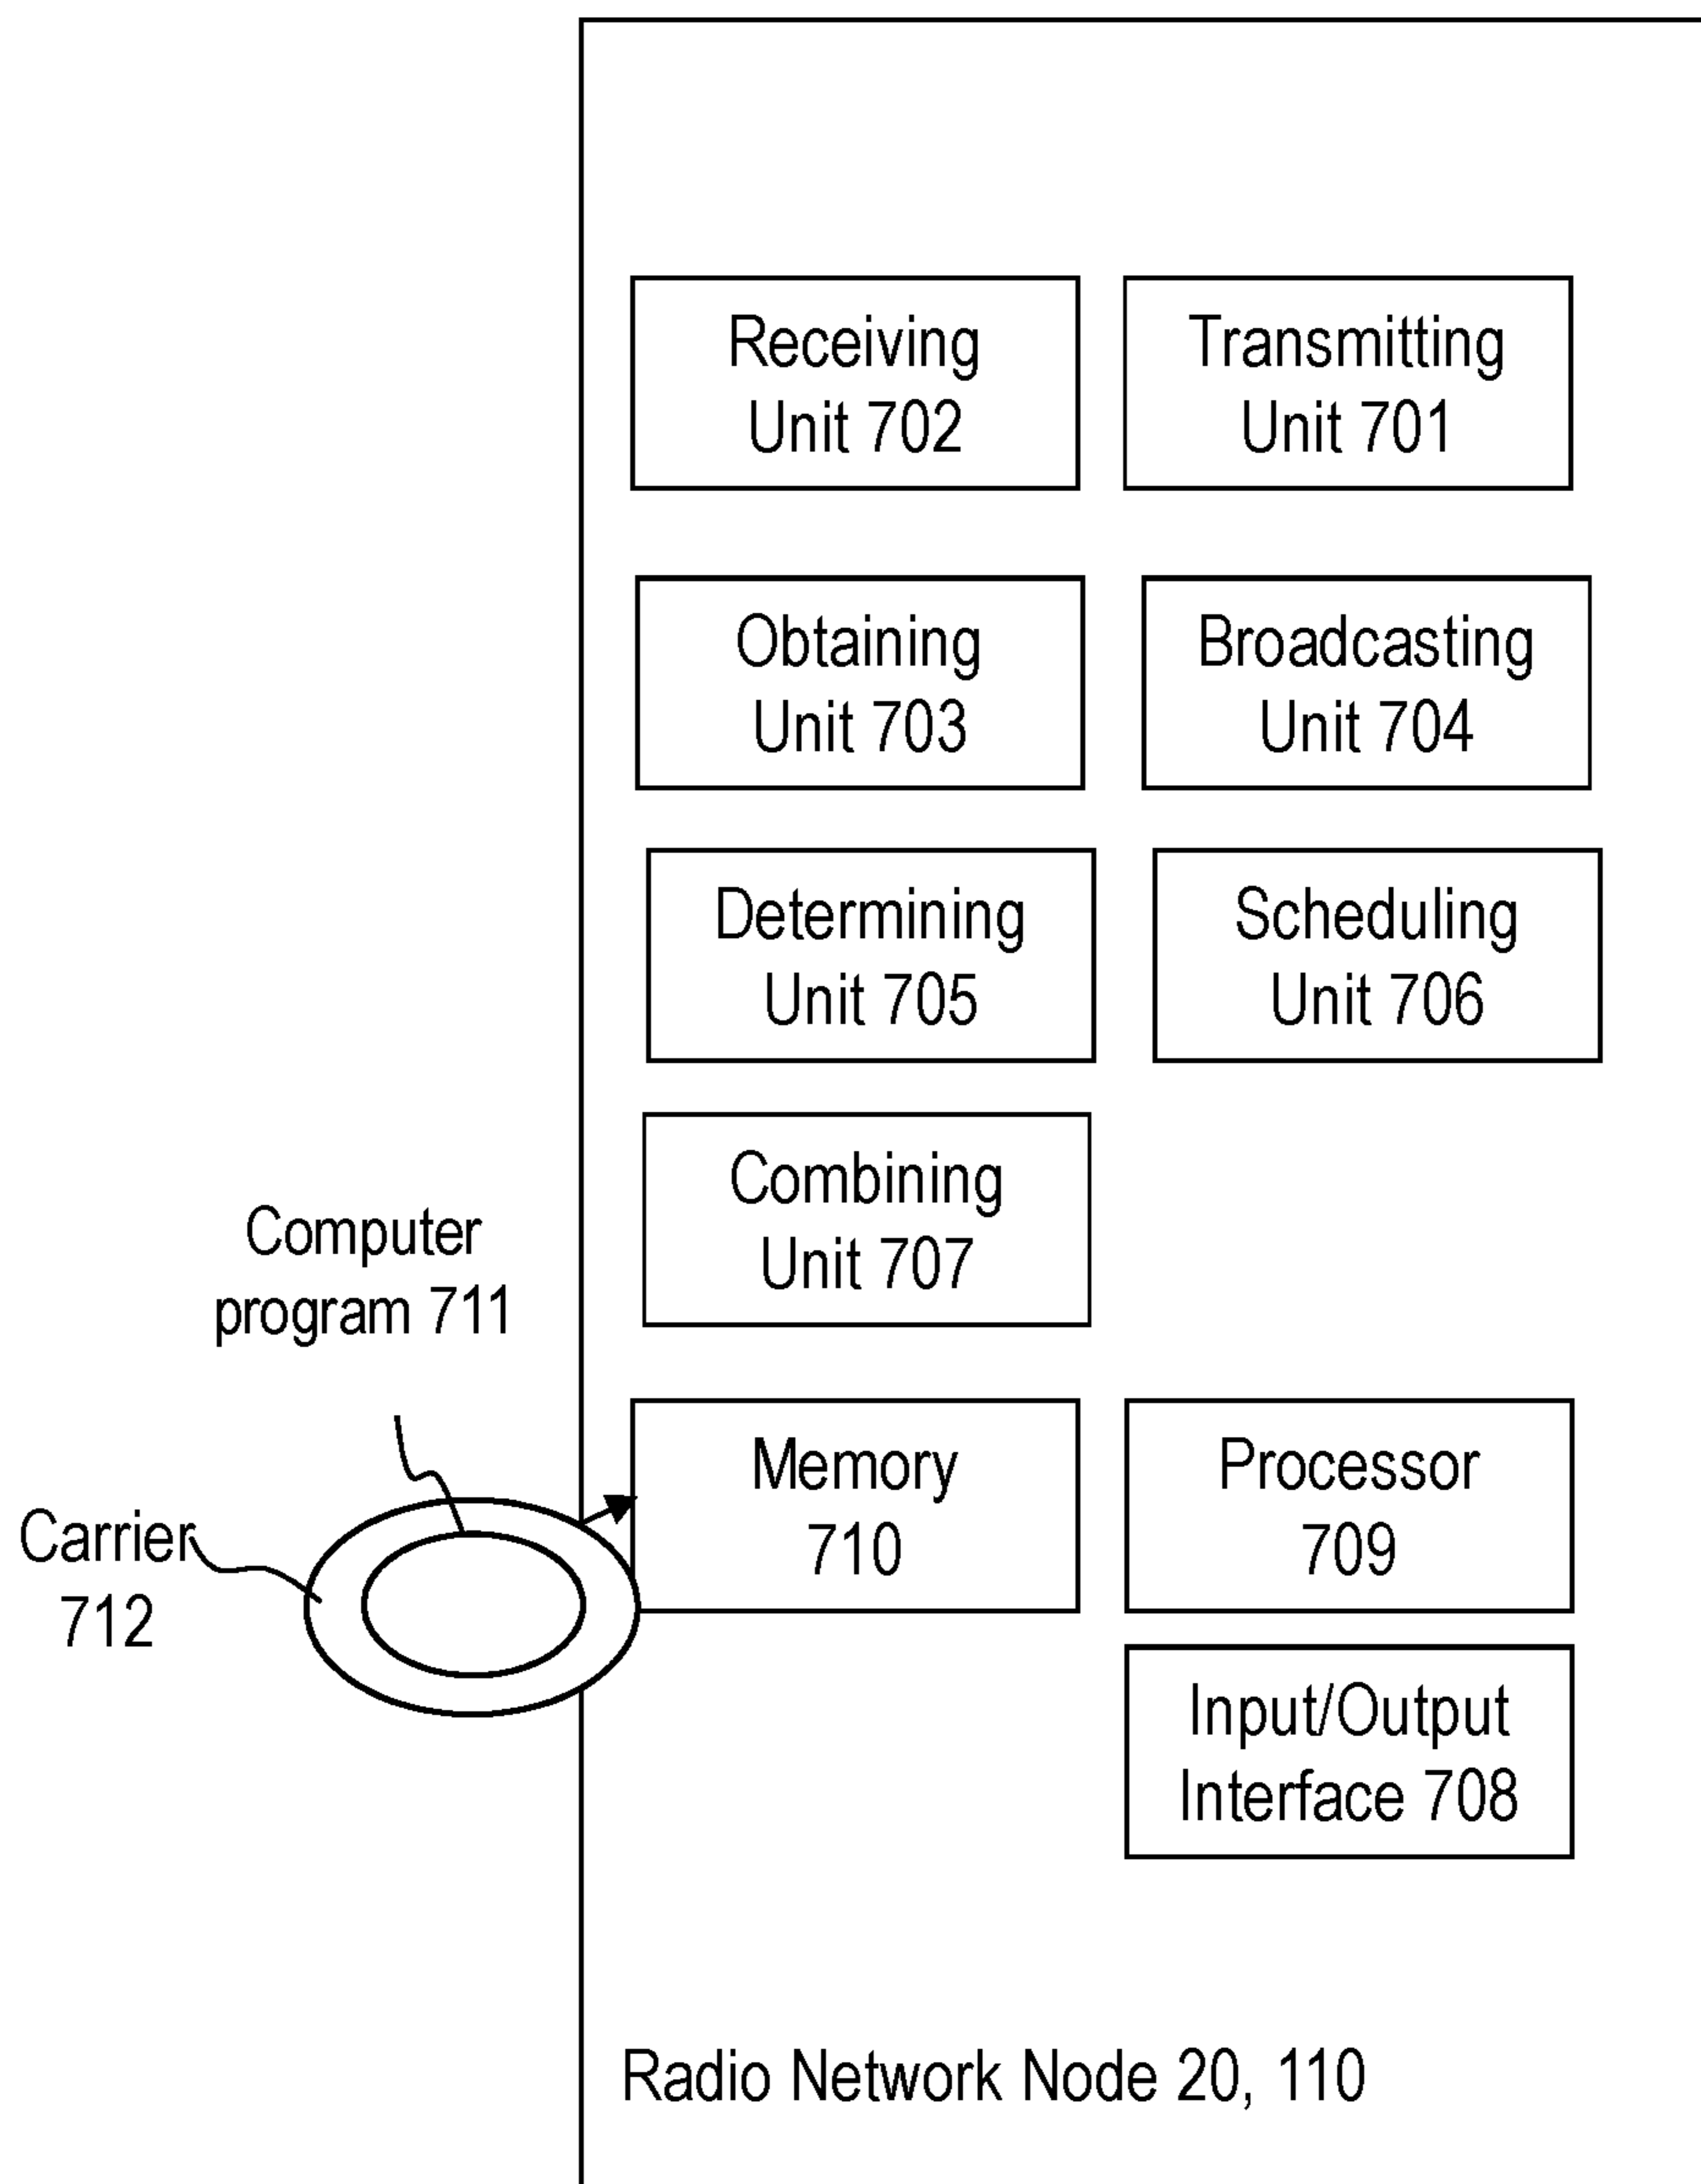 Receiving
Unit 702
Transmitting
Unit 701
Obtaining
Unit 703
Broadcasting
Unit 704
Determining
Unit 705
Scheduling
Unit 706
Combining
Unit 707
Computer
program 711
Memory
710
Processor
709
Carrier
712
Input/Output
Interface 708
Radio Network Node 20, 110